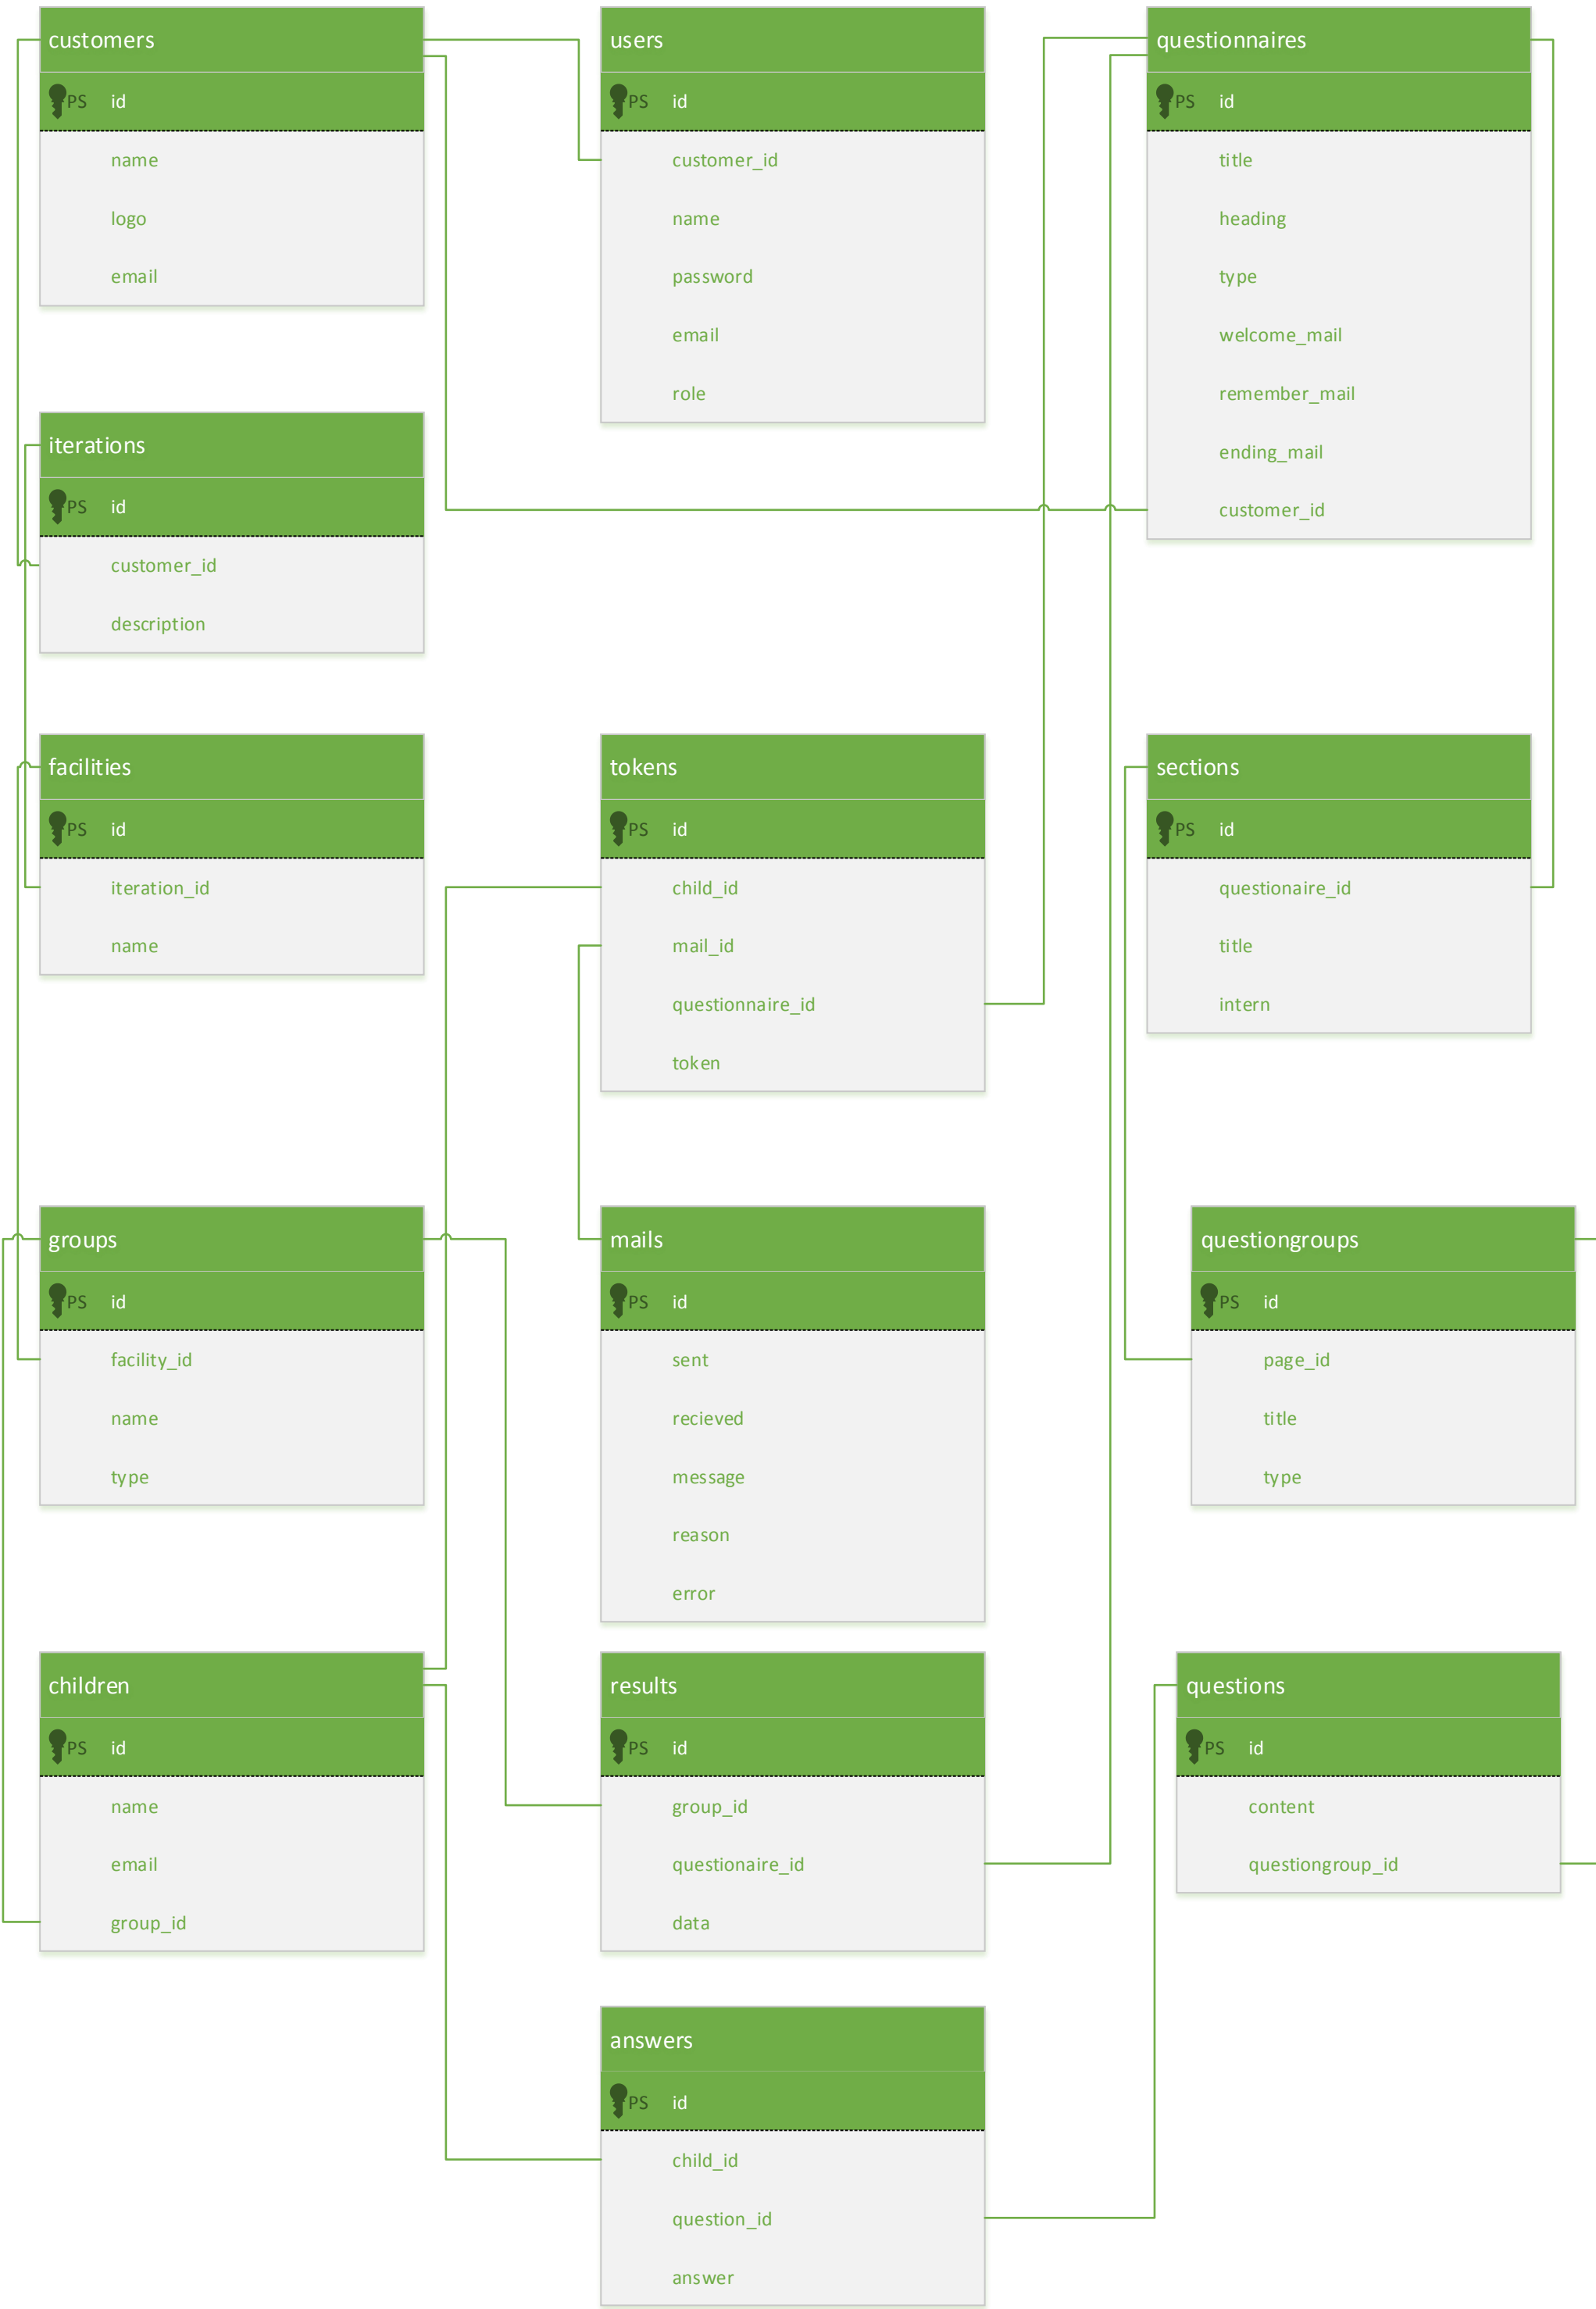 customers
PS id
name
logo
email
users
PS id
customer_id
name
password
email
role
questionnaires
PS id
title
heading
type
welcome_mail
remember_mail
ending_mail
customer_id
iterations
PS id
customer_id
description
facilities
PS id
iteration_id
name
tokens
PS id
child_id
mail_id
questionnaire_id
token
sections
PS id
questionaire_id
title
intern
groups
PS id
facility_id
name
type
mails
PS id
sent
recieved
message
reason
error
questiongroups
PS id
page_id
title
type
children
PS id
name
email
group_id
results
PS id
group_id
questionaire_id
data
questions
PS id
content
questiongroup_id
answers
PS id
child_id
question_id
answer